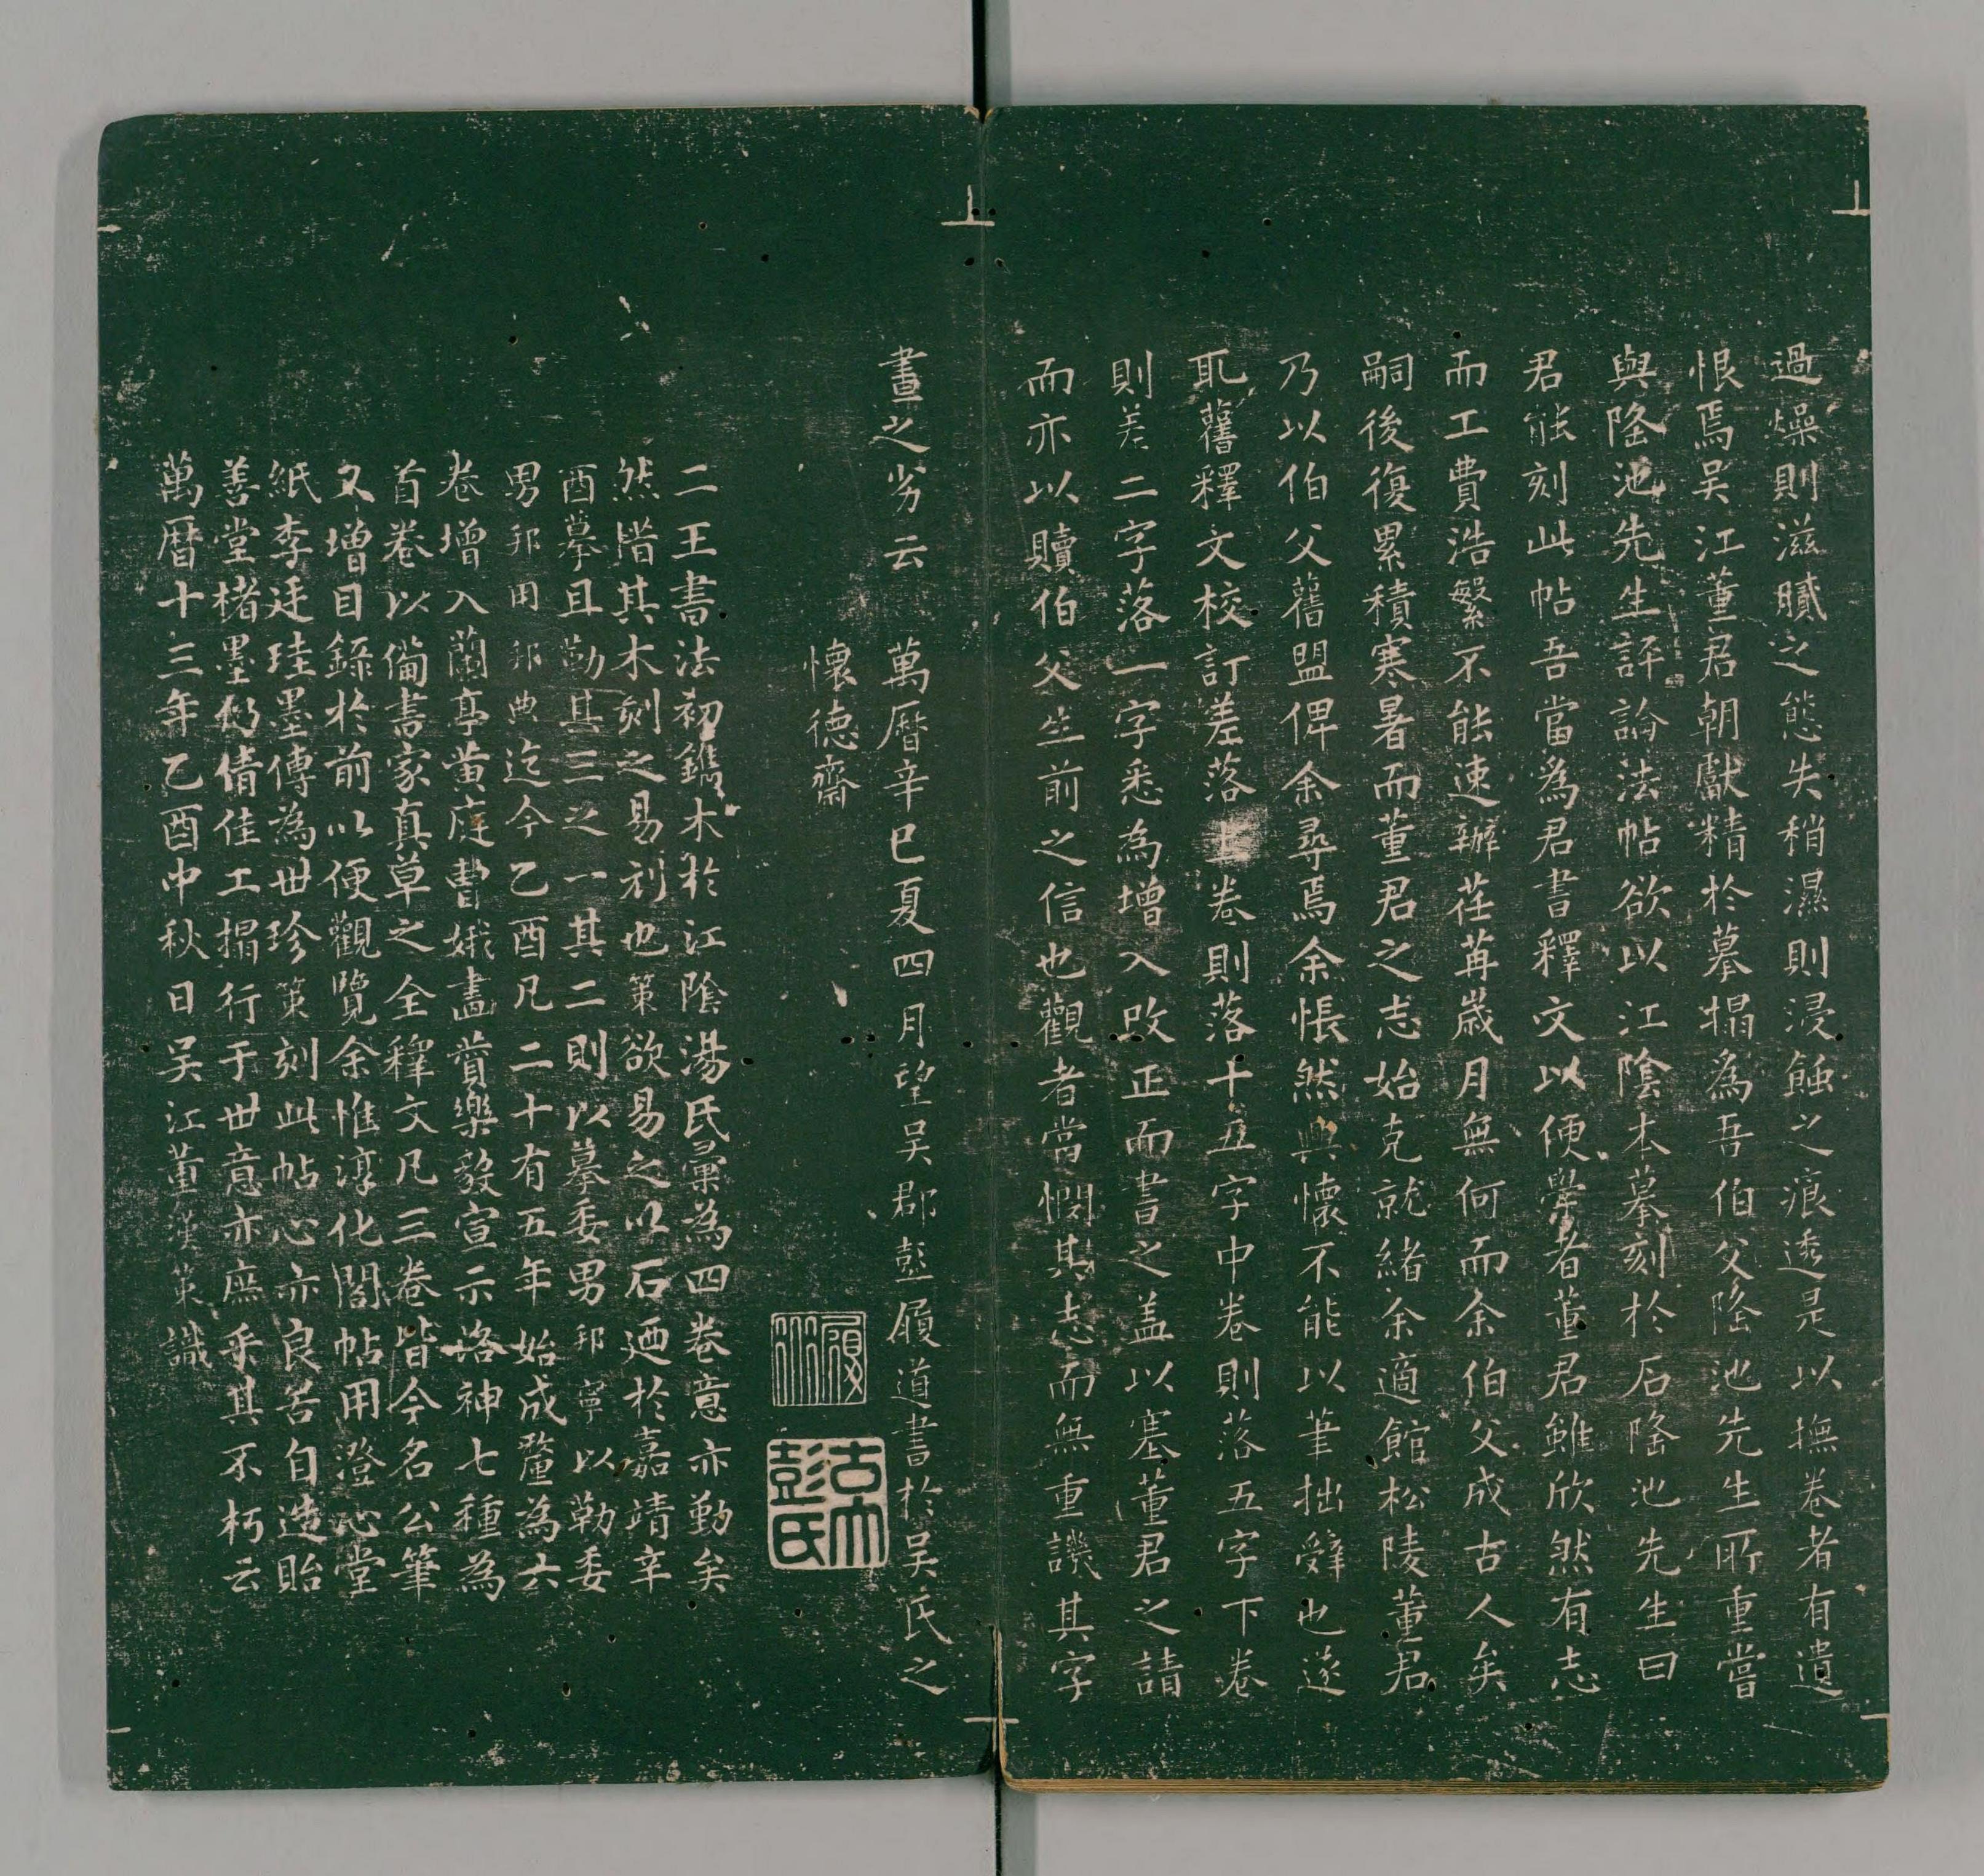 過燥則滋膩之態失稍濕則浸蝕之痕透是以撫卷者有遺
恨焉吴江董君朝獻精於摹搨為吾伯父隆池先生所重嘗
與隆池先生評論法帖欲以江陰本摹刻於石隆池先生曰
君能刻此帖吾當為君書釋文以便學者董君雖欣然有志
而工費浩繁不能速辦荏苒歲月無何而余伯父成古人矣
嗣後復累積寒暑而董君之志始克就緒余適館松陵董君
乃以伯父舊盟俾余尋焉余悵然興懷不能以筆拙辭也遂
取舊釋文校訂差落上卷則落十五字中卷則落五字下卷
則差二字落一字悉為增入改正而書之盖以塞董君之請
而亦以贖伯父生前之信也觀者當憫其志而無重譏其字
畫之劣云　萬曆辛巳夏四月望吴郡彭履道書於吴氏之
懷德齋
履
古
彭氏
二王書法初鐫木於江陰湯氏彙為四卷意亦勤矣
然惜其木刻之易刓也策欲易之以石迺於嘉靖辛
酉摹且勒其三之一其二則以摹委男邦寧以勒委
男邦用邦典迄今乙酉凡二十有五年始成釐為六
卷增入蘭亭黄庭曹娥畫賛樂毅宣示洛神七種為
首卷以備書家真草之全釋文凡三卷皆今名公筆
又增目錄於前以便觀覽余惟淳化閣帖用澄心堂
紙李廷珪墨傳為世珍策刻此帖心亦良苦自造貽
善堂楮墨仍倩佳工搨行于世意亦庶乎其不朽云
萬曆十三年乙酉中秋日吴江董漢策識